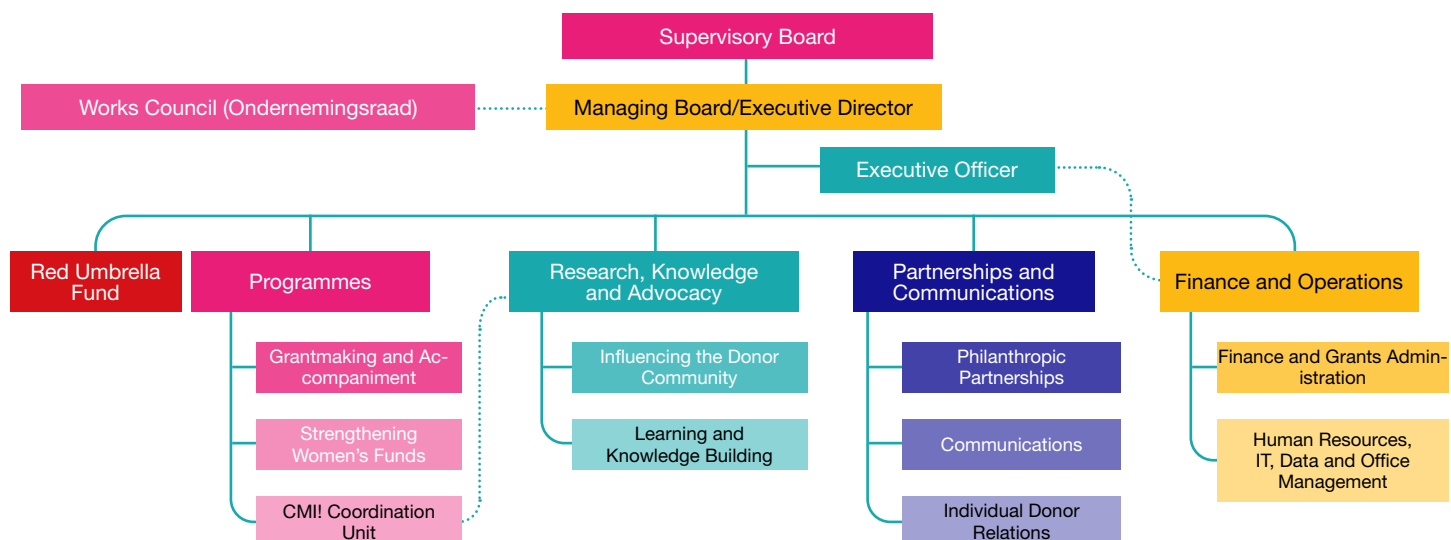 Supervisory Board
Works Council (Ondernemingsraad)
Managing Board/Executive Director
Executive Officer
Red Umbrella
Fund
Programmes
Research, Knowledge
and Advocacy
Partnerships and
Communications
Finance and Operations
Grantmaking and Ac-
companiment
Influencing the Donor
Community
Philanthropic
Partnerships
Finance and Grants Admin-
istration
Strengthening
Women's Funds
Learning and
Knowledge Building
Communications
Human Resources,
IT, Data and Office
Management
CMI! Coordination
Unit
Individual Donor
Relations